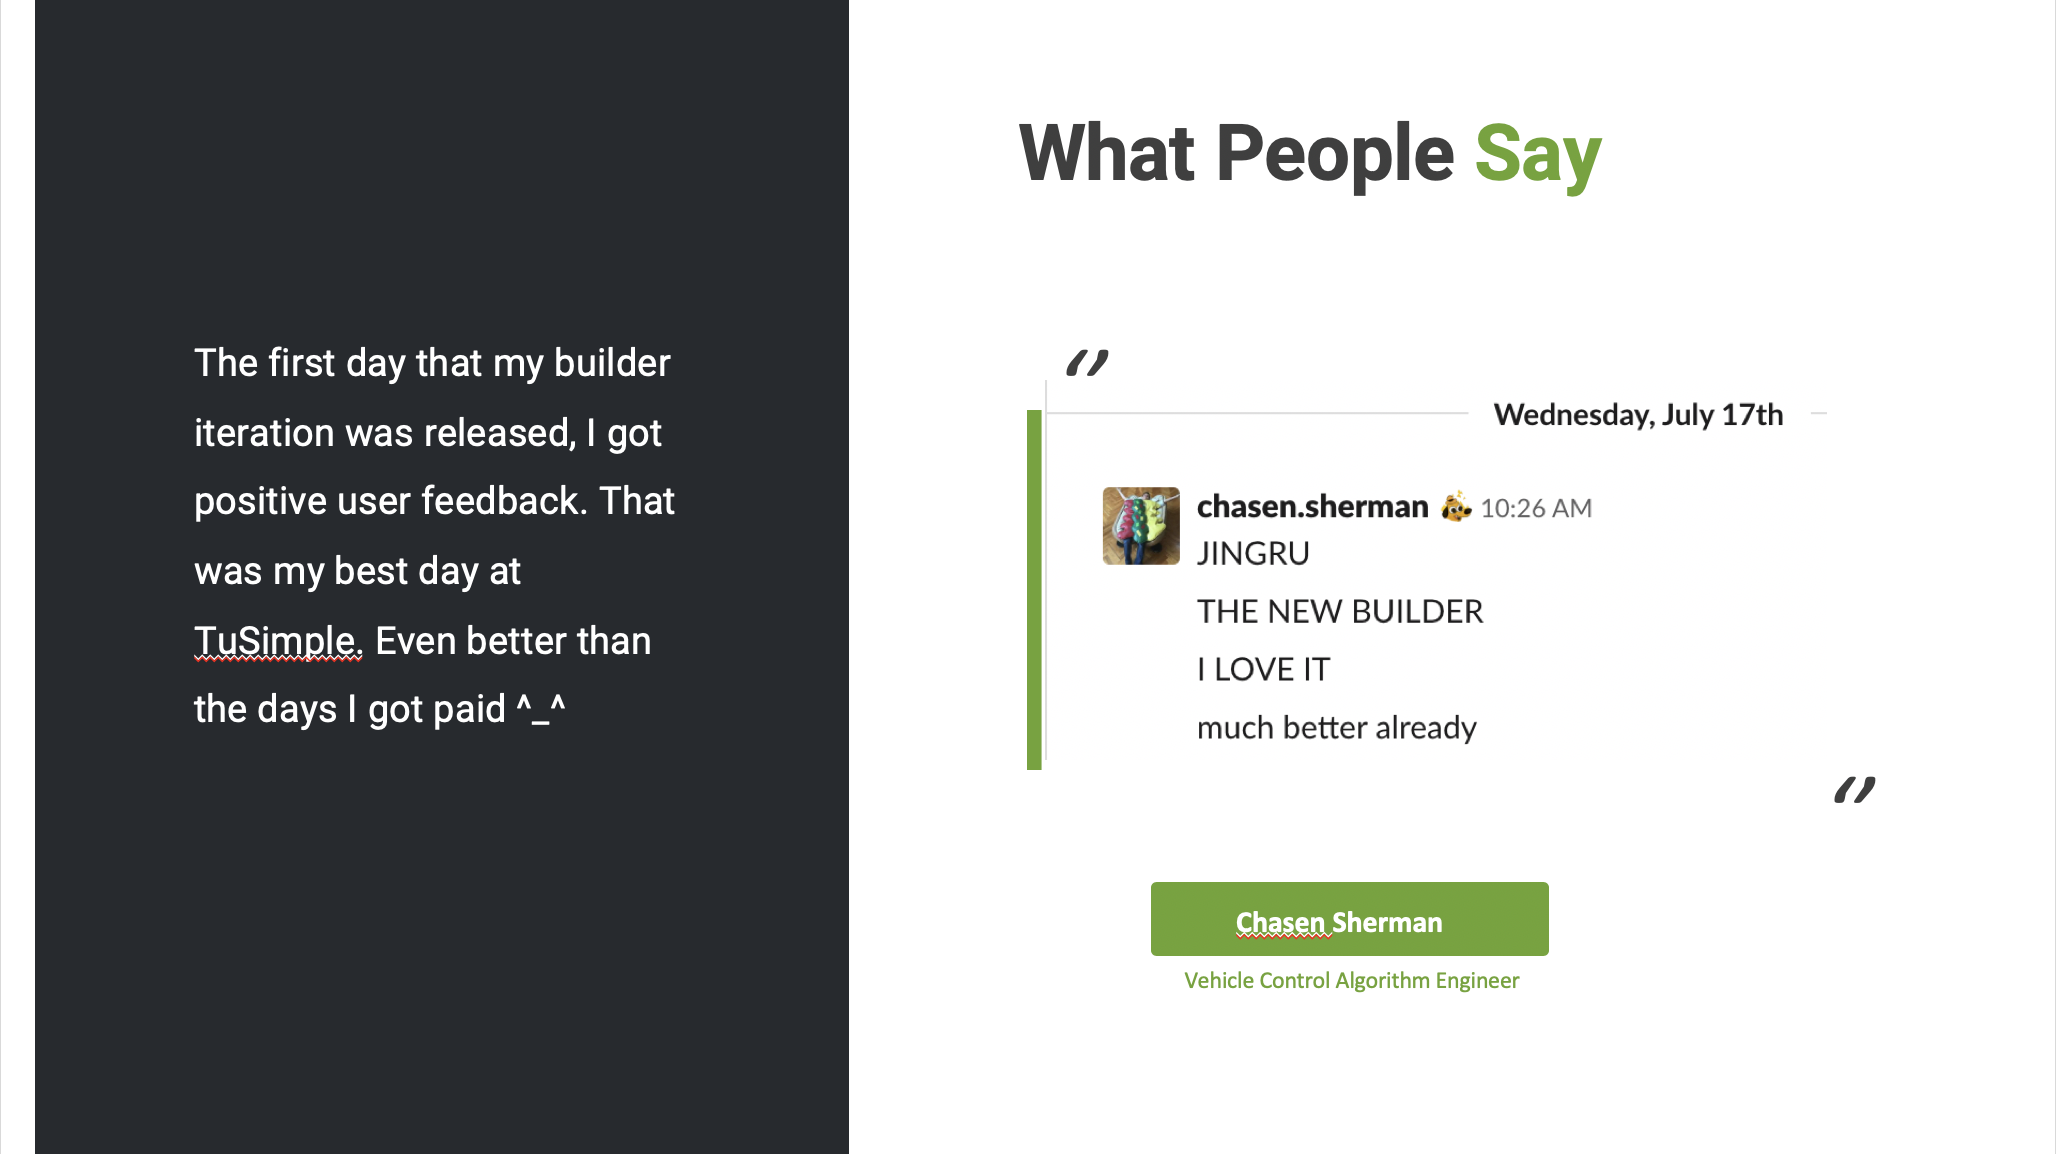 The first day that my builder
iteration was released, I got
positive user feedback. That
was my best day at
TuSimple. Even better than
the days I got paid ^_^
What People Say
“
Wednesday, July 17th
chasen.sherman 10:26 AM
JINGRU
THE NEW BUILDER
I LOVE IT
much better already
”
Chasen Sherman
Vehicle Control Algorithm Engineer